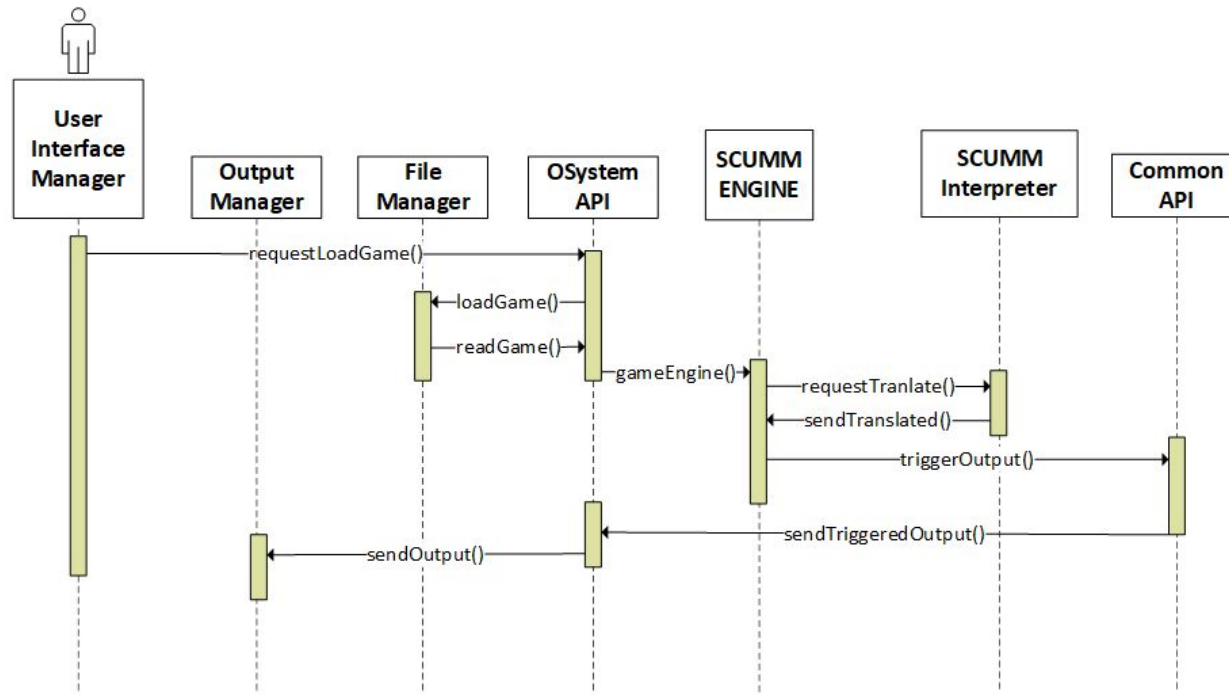 User
Interface
Manager
Output
Manager
File
Manager
OSystem
API
SCUMM
ENGINE
SCUMM
Interpreter
Common
API
requestLoadGame()
loadGame()
readGame()
gameEngine()
requestTranlate()
sendTranslated()
triggerOutput()
sendTriggeredOutput()
sendOutput()